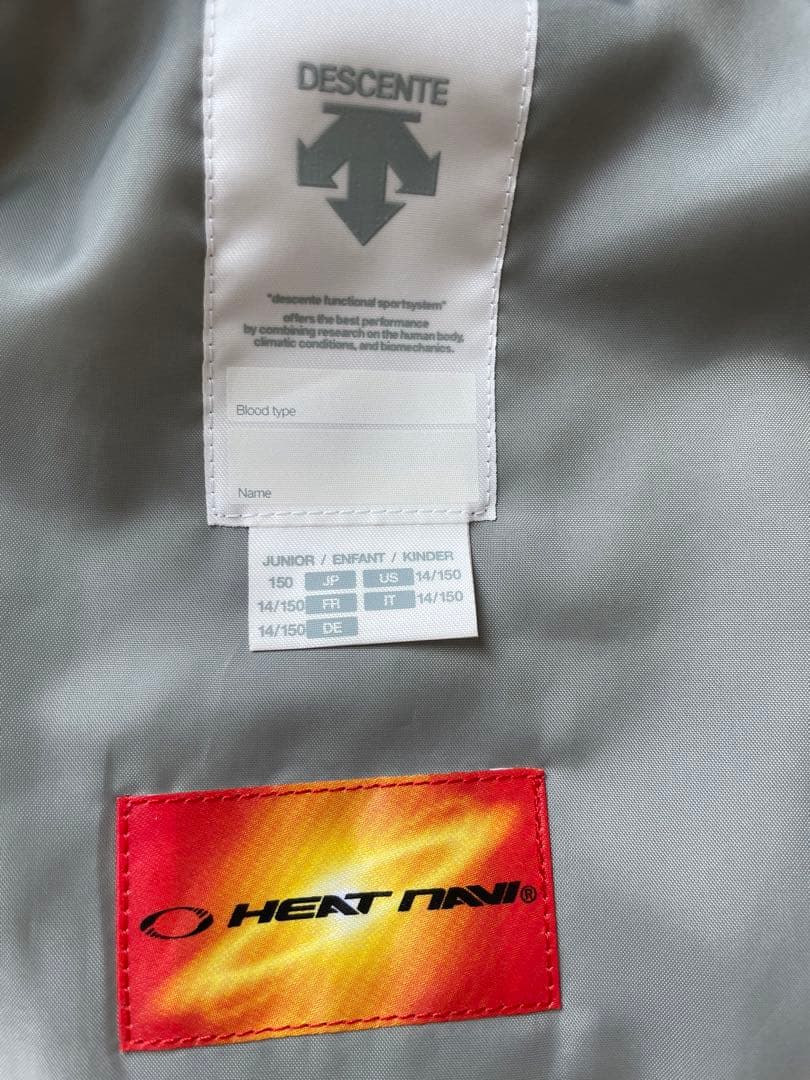 DESCENTE
"descente functional sportsystem"
offers the best performance
by combining research on the human body,
climatic conditions, and biomechanics.
Blood type
Name
JUNIOR / ENFANT / KINDER
150 JP US 14/150
14/150 FR IT 14/150
14/150 DE
HEAT NAVI®